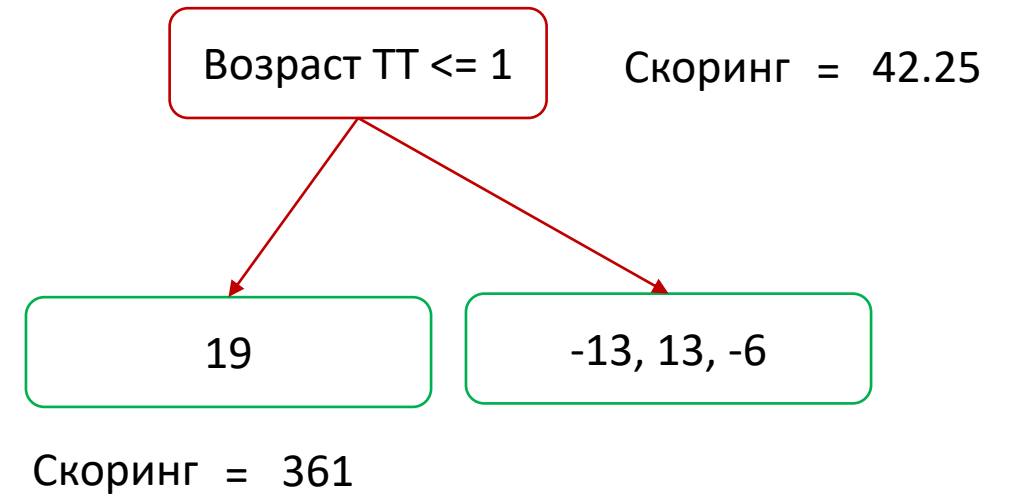 Возраст ТТ <= 1
Скоринг = 42.25
19
-13, 13, -6
Скоринг = 361